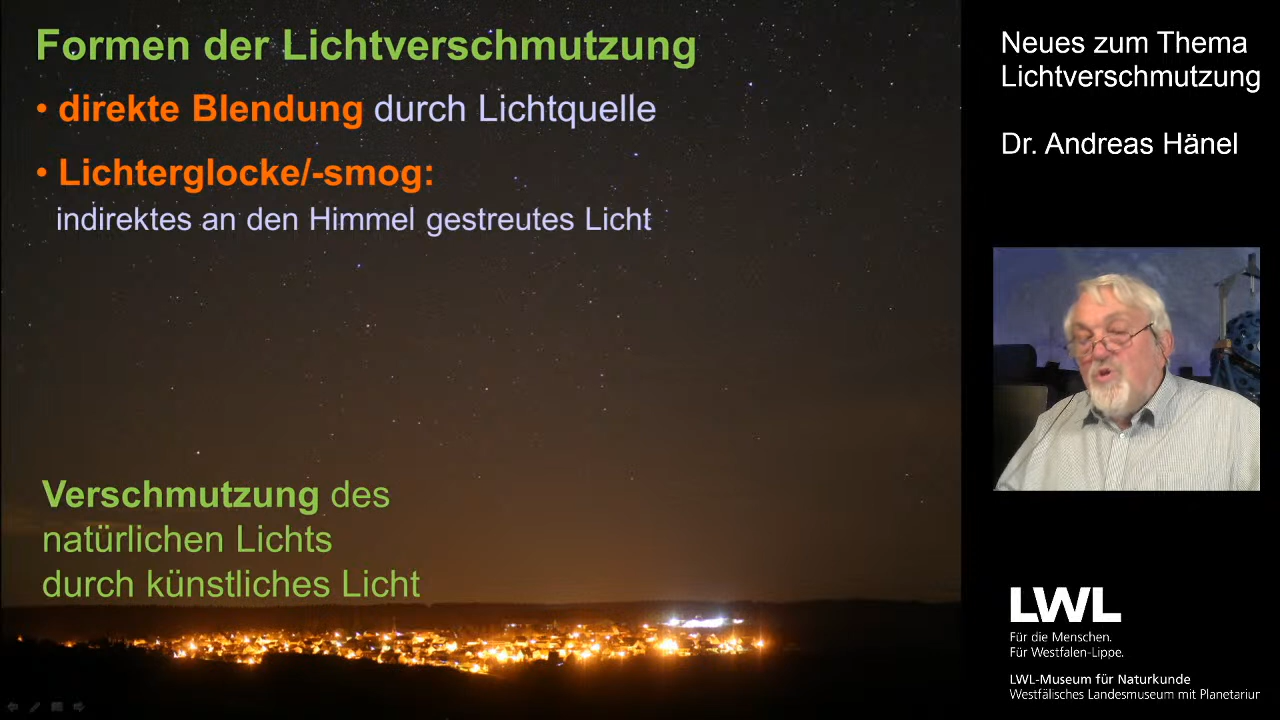 Formen der Lichtverschmutzung
• direkte Blendung durch Lichtquelle
• Lichterglocke/-smog:
indirektes an den Himmel gestreutes Licht
Verschmutzung des
natürlichen Lichts
durch künstliches Licht
Neues zum Thema
Lichtverschmutzung
Dr. Andreas Hänel
LWL
Für die Menschen.
Für Westfalen-Lippe.
LWL-Museum für Naturkunde
Westfälisches Landesmuseum mit Planetariur